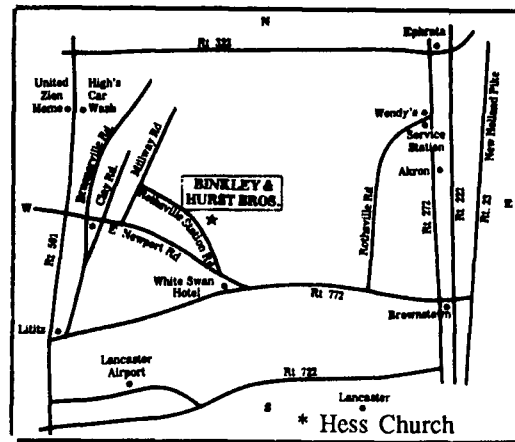 N
Ephrata
Rt 322
United
Zion
Home
High's
Car
Wash
Brunnerville Rd.
Clay Rd.
Millway Rd
Wendy's
Service
Station
New Holland Pike
BINKLEY &
HURST BROS.
Akron
Rothsville Rd
Rothsville Station Rd.
Rt 272
Rt 222
Rt. 23
W
E
E Newport Rd
Rt 501
White Swan
Hotel
Rt 772
Brownstown
Lititz
Lancaster
Airport
Rt 722
S
Lancaster
* Hess Church